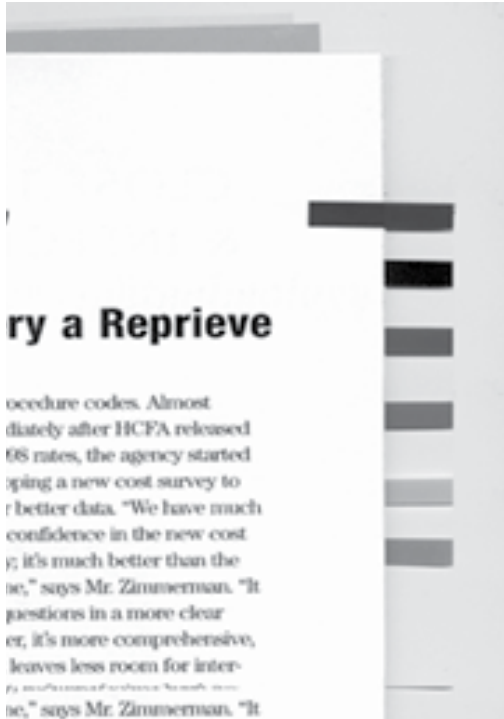 ry a Reprieve
ocedure codes. Almost
diately after HCFA released
98 rates, the agency started
oping a new cost survey to
r better data. “We have much
confidence in the new cost
y; it’s much better than the
ne,” says Mr. Zimmerman. “It
questions in a more clear
er, it’s more comprehensive,
leaves less room for inter-
ne,” says Mr. Zimmerman. “It